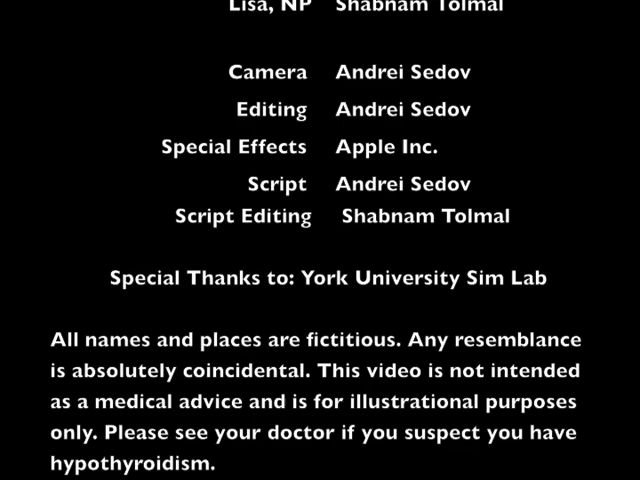 Lisa, NP Shabnam Tolmal
Camera Andrei Sedov
Editing Andrei Sedov
Special Effects Apple Inc.
Script Andrei Sedov
Script Editing Shabnam Tolmal
Special Thanks to: York University Sim Lab
All names and places are fictitious. Any resemblance
is absolutely coincidental. This video is not intended
as a medical advice and is for illustrational purposes
only. Please see your doctor if you suspect you have
hypothyroidism.